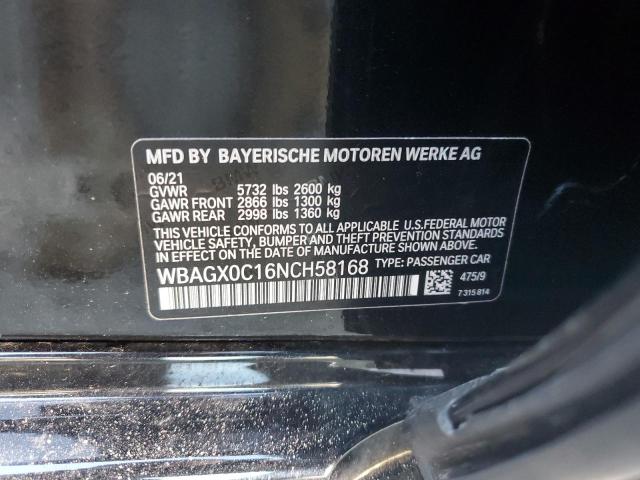 MFD BY BAYERISCHE MOTOREN WERKE AG
06/21
GVWR 5732 lbs 2600 kg
GAWR FRONT 2866 lbs 1300 kg
GAWR REAR 2998 lbs 1360 kg
THIS VEHICLE CONFORMS TO ALL APPLICABLE U.S.FEDERAL MOTOR
VEHICLE SAFETY, BUMPER, AND THEFT PREVENTION STANDARDS
IN EFFECT ON THE DATE OF MANUFACTURE SHOWN ABOVE.
WBAGX0C16NCH58168 TYPE: PASSENGER CAR
475/9
7 315 814